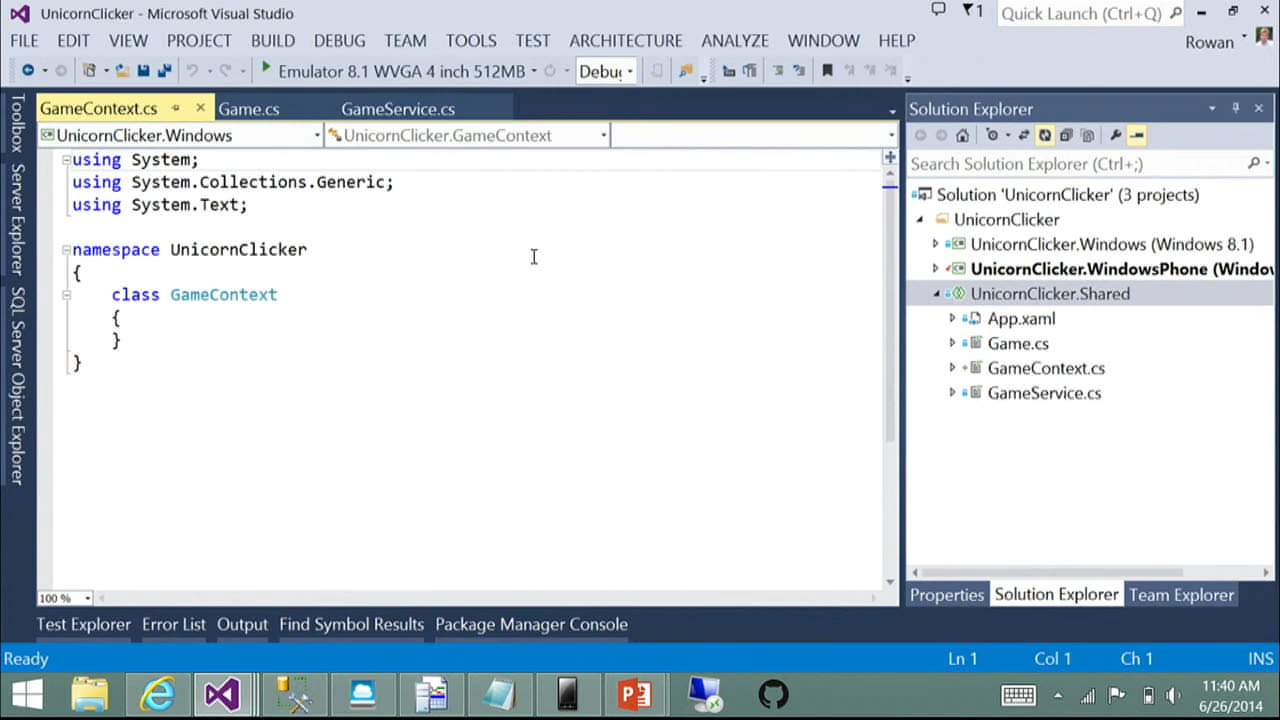 UnicornClicker - Microsoft Visual Studio
1
Quick Launch (Ctrl+Q)
FILE EDIT VIEW PROJECT BUILD DEBUG TEAM TOOLS TEST ARCHITECTURE ANALYZE WINDOW HELP
Rowan
Emulator 8.1 WVGA 4 inch 512MB
Debug
Toolbox
Server Explorer
SQL Server Object Explorer
GameContext.cs Game.cs GameService.cs
UnicornClicker.Windows UnicornClicker.GameContext
using System;
using System.Collections.Generic;
using System.Text;
namespace UnicornClicker
{
class GameContext
{
}
}
100 %
Solution Explorer
Search Solution Explorer (Ctrl+;)
Solution 'UnicornClicker' (3 projects)
UnicornClicker
UnicornClicker.Windows (Windows 8.1)
UnicornClicker.WindowsPhone (Windo
UnicornClicker.Shared
App.xaml
Game.cs
GameContext.cs
GameService.cs
Properties Solution Explorer Team Explorer
Test Explorer Error List Output Find Symbol Results Package Manager Console
Ready Ln 1 Col 1 Ch 1 INS
11:40 AM
6/26/2014